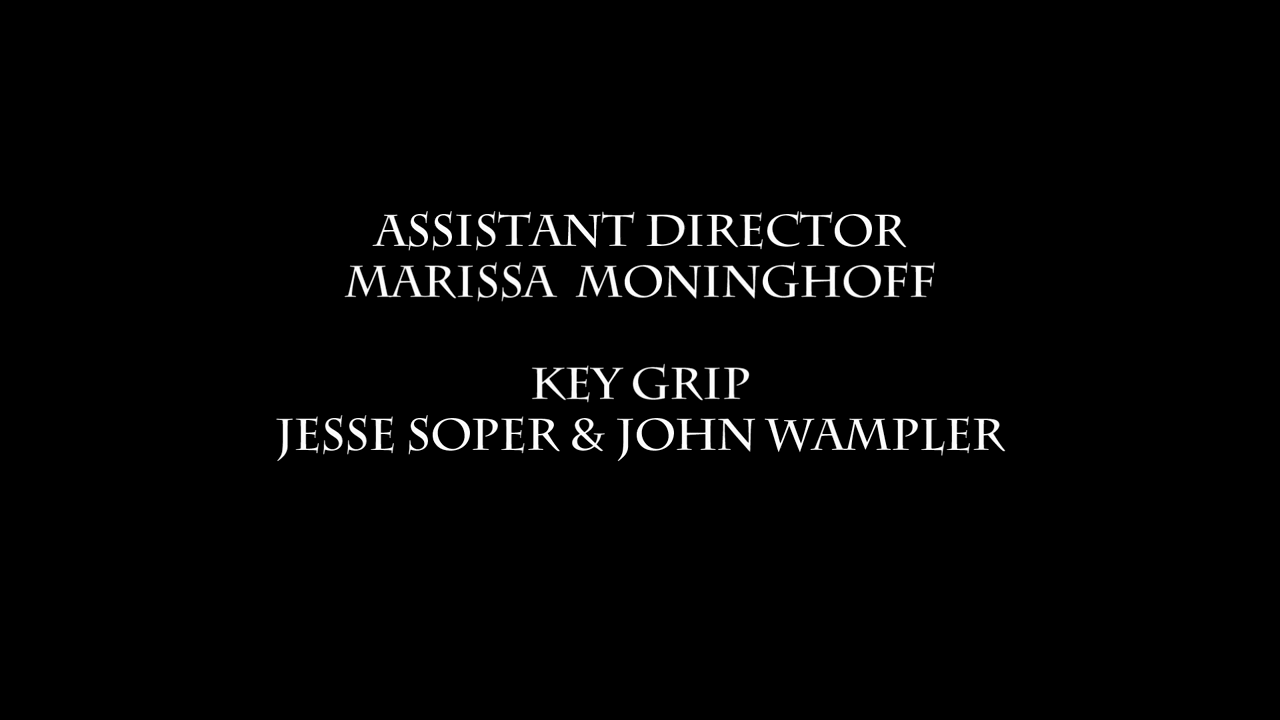 ASSISTANT DIRECTOR
MARISSA MONINGHOFF
KEY GRIP
JESSE SOPER & JOHN WAMPLER